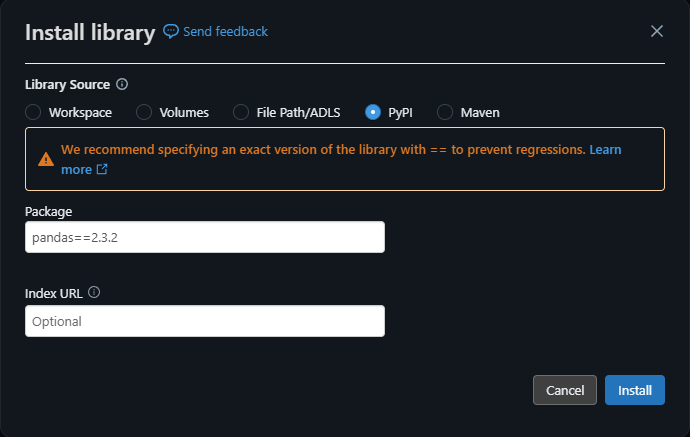 Install library Send feedback
Library Source
Workspace Volumes File Path/ADLS PyPI Maven
We recommend specifying an exact version of the library with == to prevent regressions. Learn
more
Package
pandas==2.3.2
Index URL
Optional
Cancel Install